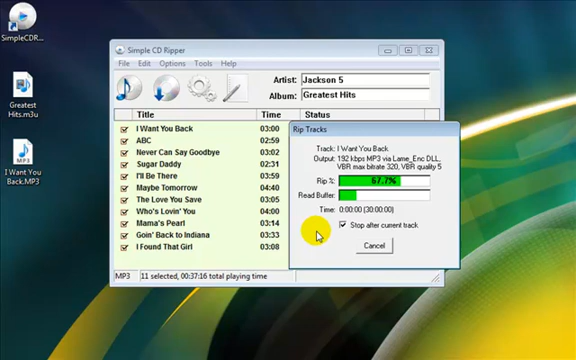 SimpleCDR...
Greatest
Hits.m3u
MP3
I Want You
Back.MP3
Simple CD Ripper
File Edit Options Tools Help
Artist: Jackson 5
Album: Greatest Hits
Title Time Status
I Want You Back 03:00
ABC 02:59
Never Can Say Goodbye 03:00
Sugar Daddy 02:31
I'll Be There 03:59
Maybe Tomorrow 04:40
The Love You Save 03:05
Who's Lovin' You 04:00
Mama's Pearl 03:14
Goin' Back to Indiana 03:33
I Found That Girl 03:08
MP3 11 selected, 00:37:16 total playing time
Rip Tracks
Track: I Want You Back
Output: 192 kbps MP3 via Lame_Enc DLL,
VBR max bitrate 320, VBR quality 5
Rip %: 67.7%
Read Buffer:
Time: 0:00:00 [30:00:00]
Stop after current track
Cancel